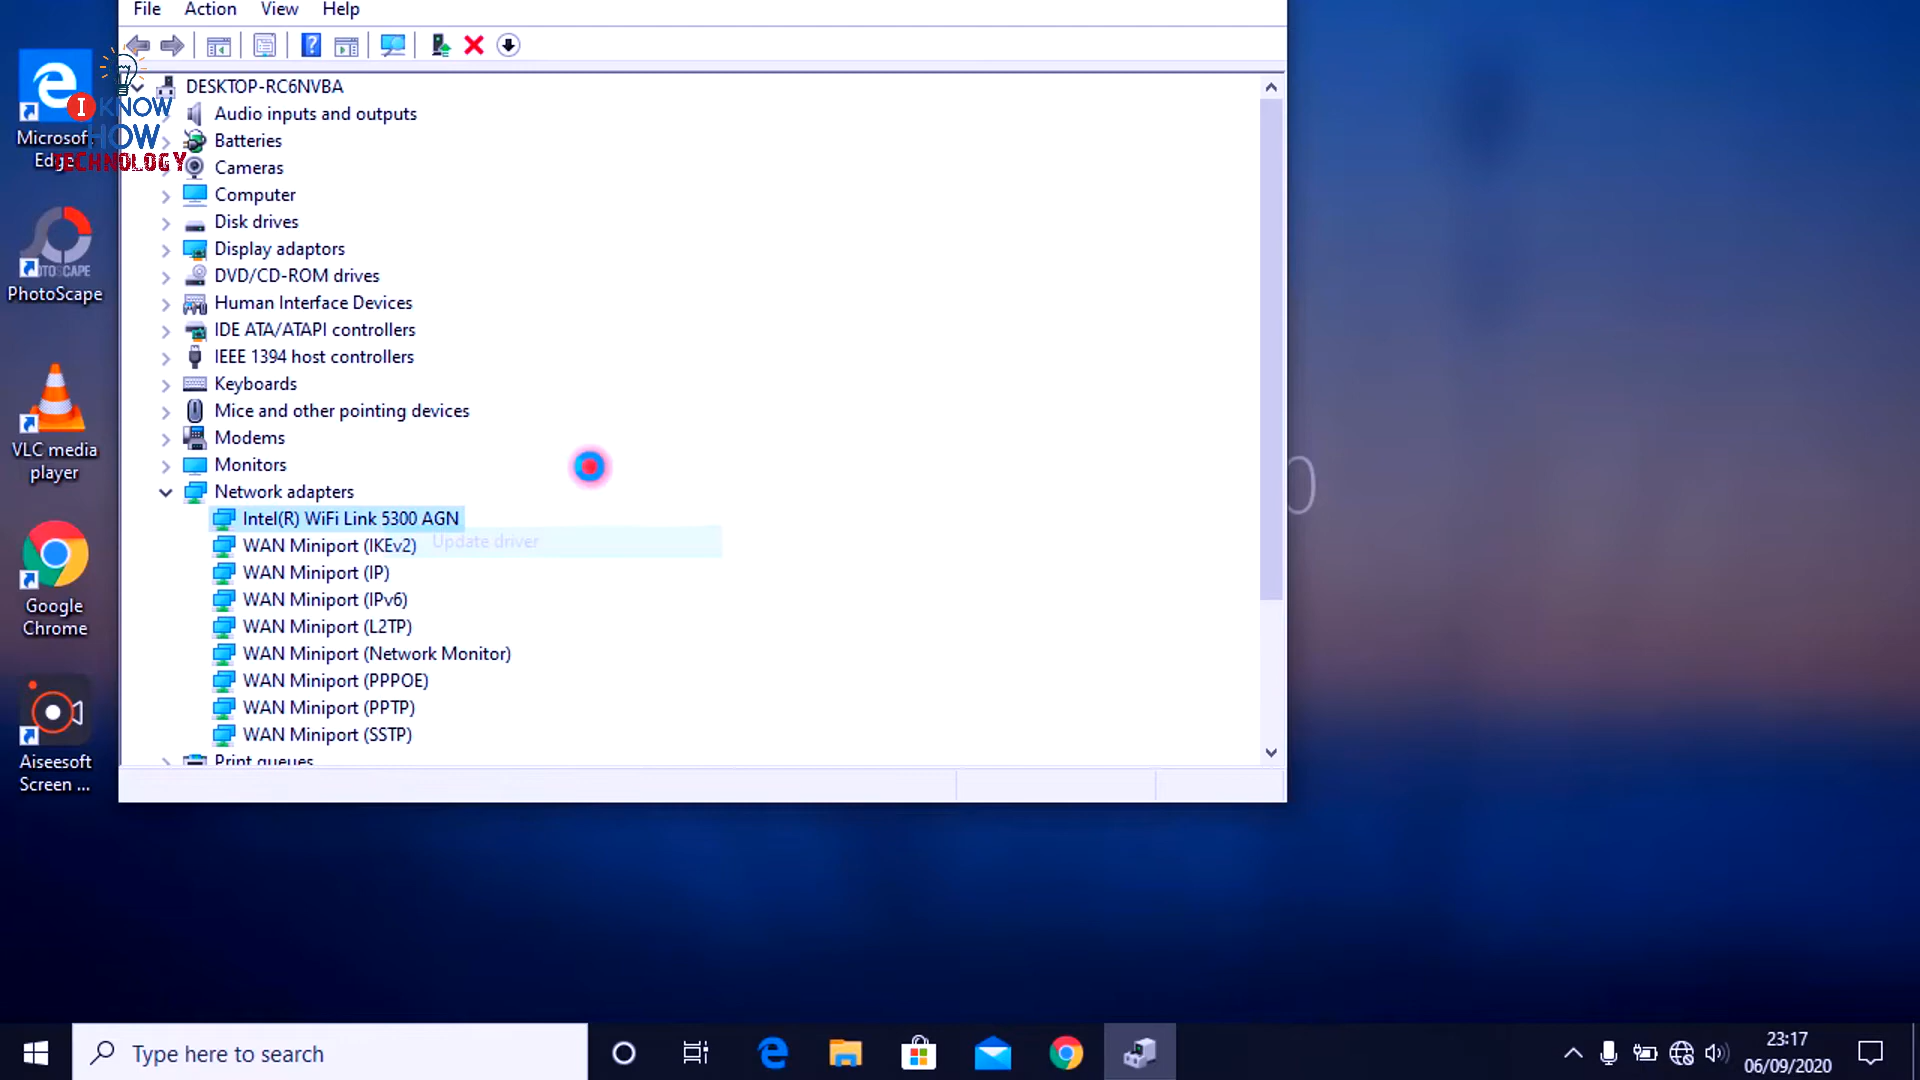 File Action View Help
DESKTOP-RC6NVBA
Audio inputs and outputs
Batteries
Cameras
Computer
Disk drives
Display adaptors
DVD/CD-ROM drives
Human Interface Devices
IDE ATA/ATAPI controllers
IEEE 1394 host controllers
Keyboards
Mice and other pointing devices
Modems
Monitors
Network adapters
Intel(R) WiFi Link 5300 AGN
Update driver
WAN Miniport (IKEv2)
WAN Miniport (IP)
WAN Miniport (IPv6)
WAN Miniport (L2TP)
WAN Miniport (Network Monitor)
WAN Miniport (PPPOE)
WAN Miniport (PPTP)
WAN Miniport (SSTP)
Print queues
I KNOW
HOW
TECHNOLOGY
Microsoft
Edge
PhotoScape
VLC media
player
Google
Chrome
Aiseesoft
Screen ...
0
Type here to search
23:17
06/09/2020